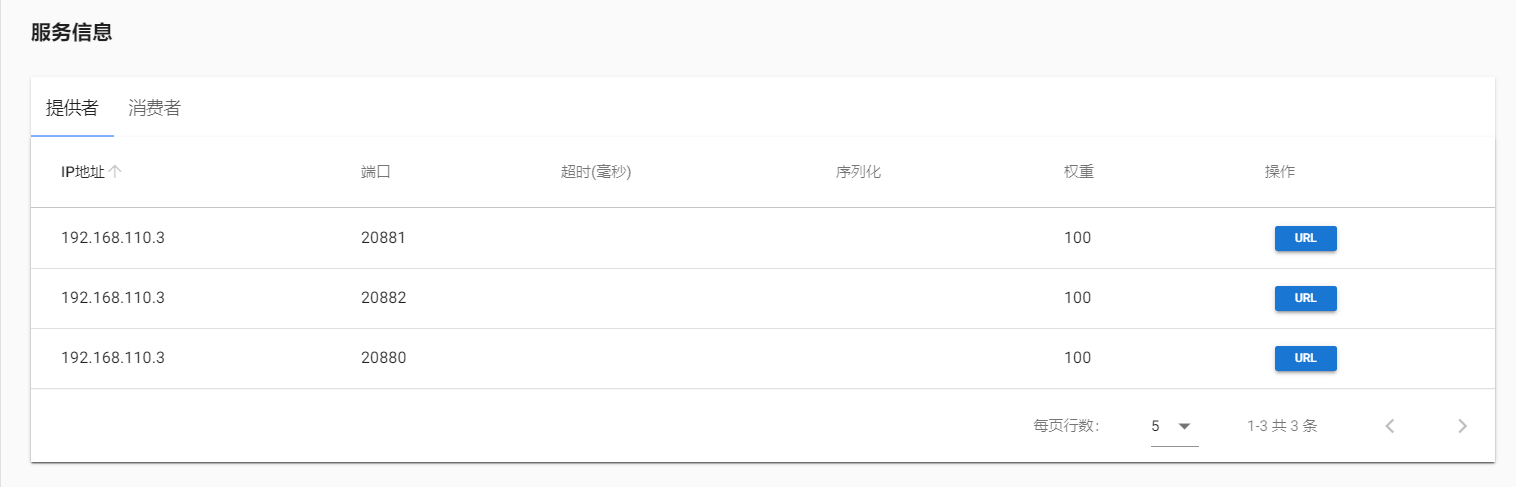 服务信息
提供者 消费者
IP地址 端口 超时(毫秒) 序列化 权重 操作
192.168.110.3 20881 100 URL
192.168.110.3 20882 100 URL
192.168.110.3 20880 100 URL
每页行数: 5 1-3 共 3 条